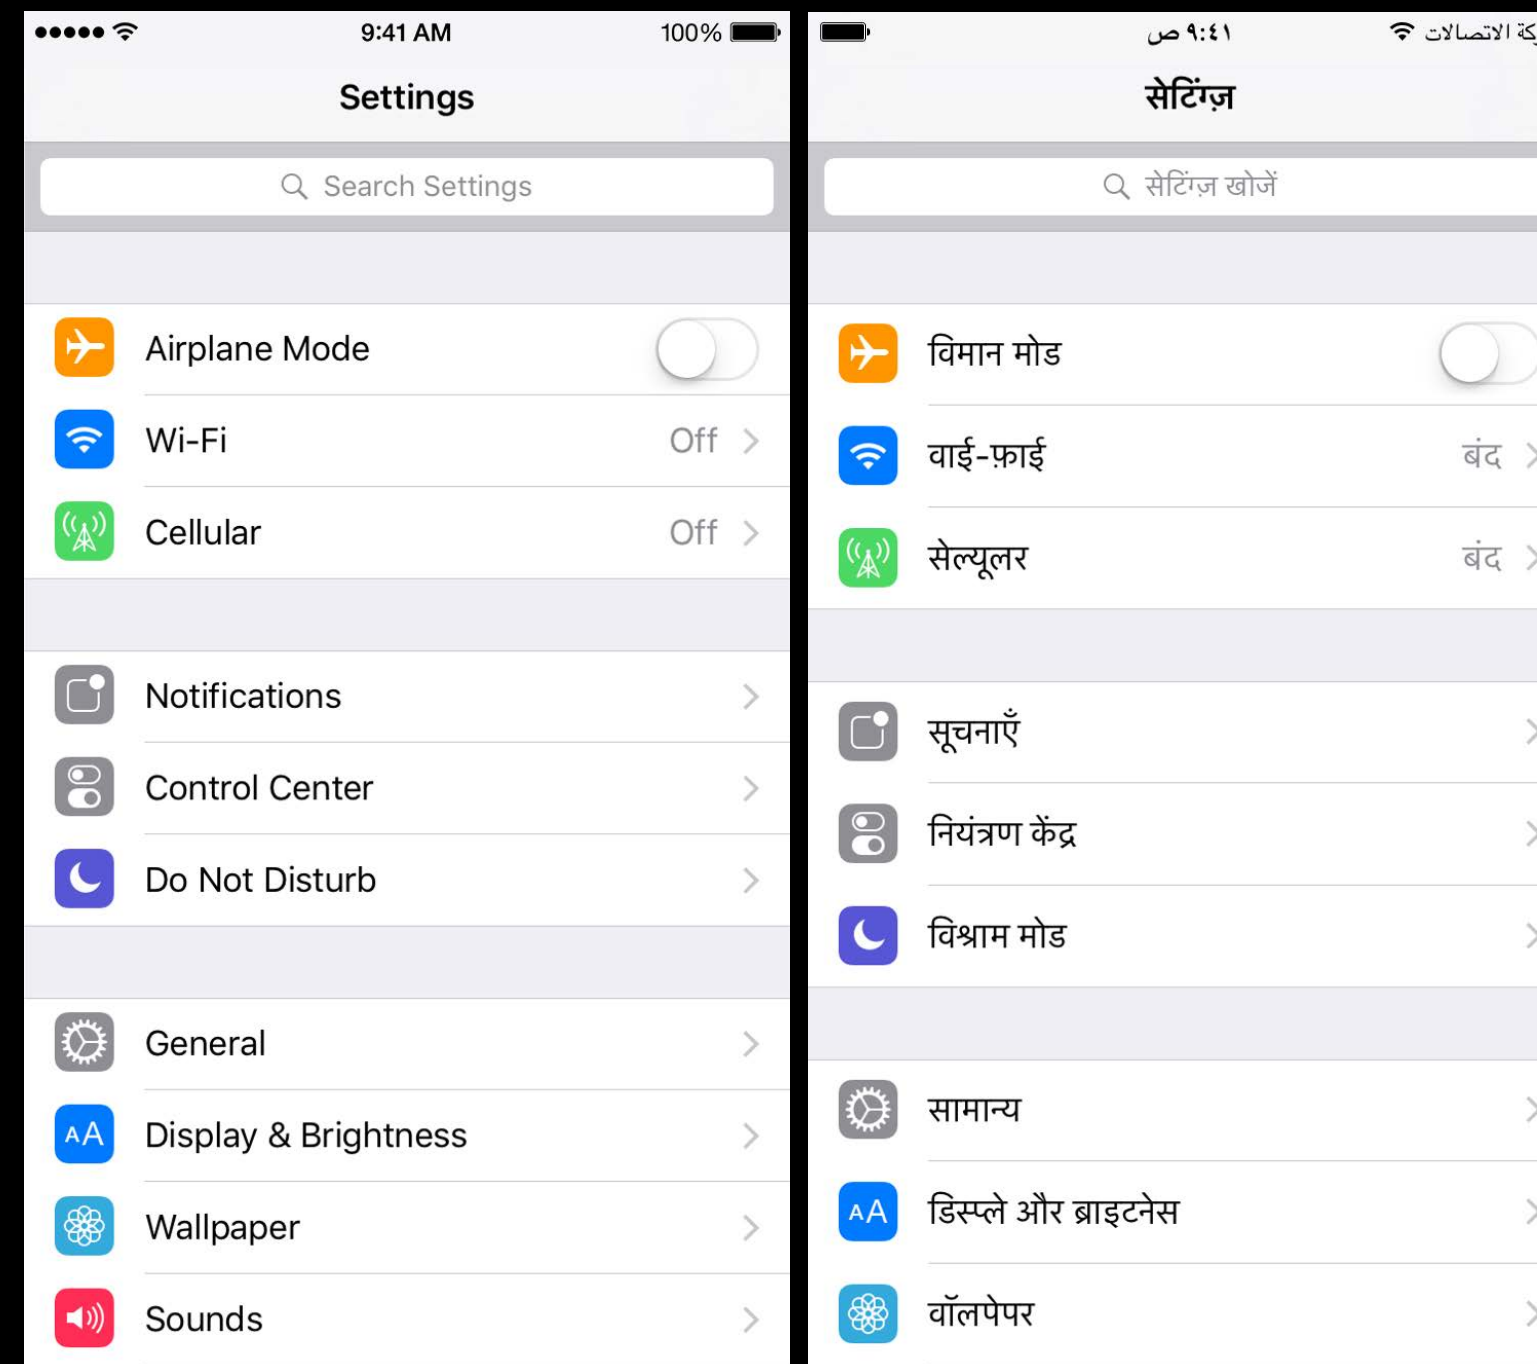 9:41 AM
100%
Settings
Search Settings
Airplane Mode
Wi-Fi
Off
Cellular
Off
Notifications
Control Center
Do Not Disturb
General
AA
Display & Brightness
Wallpaper
Sounds
٩:٤١ ص
الاتصالات
सेटिंग्ज़
सेटिंग्ज़ खोजें
विमान मोड
वाई-फ़ाई
बंद
सेल्यूलर
बंद
सूचनाएँ
नियंत्रण केंद्र
विश्राम मोड
सामान्य
AA
डिस्प्ले और ब्राइटनेस
वॉलपेपर